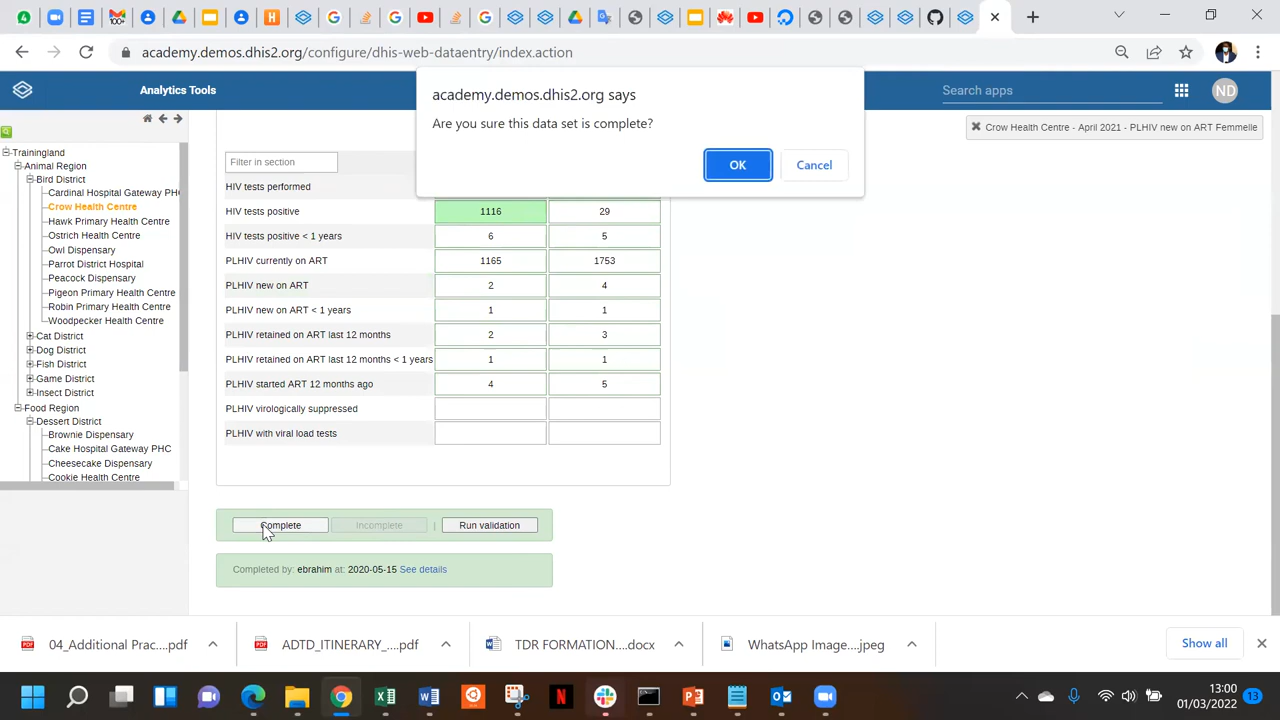 academy.demos.dhis2.org/configure/dhis-web-dataentry/index.action
Analytics Tools
Search apps
ND
academy.demos.dhis2.org says
Are you sure this data set is complete?
OK
Cancel
Crow Health Centre - April 2021 - PLHIV new on ART Femmelle
Trainingland
Animal Region
Bird District
Cardinal Hospital Gateway PHC
Crow Health Centre
Hawk Primary Health Centre
Ostrich Health Centre
Owl Dispensary
Parrot District Hospital
Peacock Dispensary
Pigeon Primary Health Centre
Robin Primary Health Centre
Woodpecker Health Centre
Cat District
Dog District
Fish District
Game District
Insect District
Food Region
Dessert District
Brownie Dispensary
Cake Hospital Gateway PHC
Cheesecake Dispensary
Cookie Health Centre
Filter in section
HIV tests performed
HIV tests positive 1116 29
HIV tests positive < 1 years 6 5
PLHIV currently on ART 1165 1753
PLHIV new on ART 2 4
PLHIV new on ART < 1 years 1 1
PLHIV retained on ART last 12 months 2 3
PLHIV retained on ART last 12 months < 1 years 1 1
PLHIV started ART 12 months ago 4 5
PLHIV virologically suppressed
PLHIV with viral load tests
Complete Incomplete | Run validation
Completed by: ebrahim at: 2020-05-15 See details
04_Additional Prac....pdf
ADTD_ITINERARY_....pdf
TDR FORMATION....docx
WhatsApp Image....jpeg
Show all
13:00
01/03/2022
13